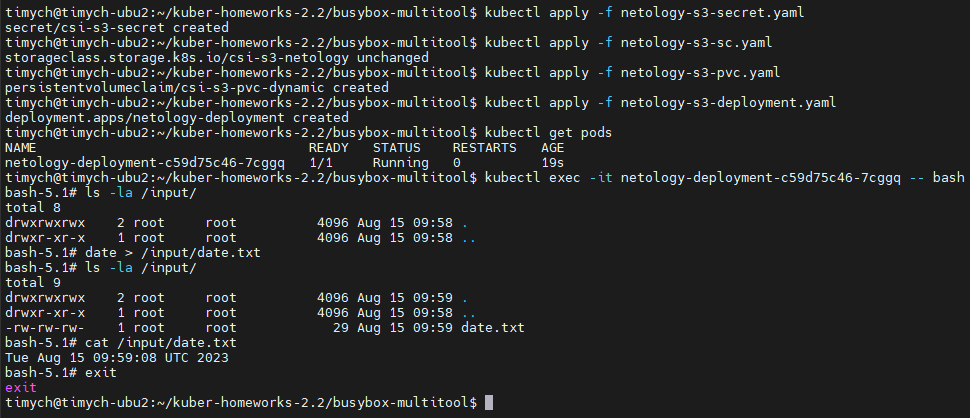 timych@timych-ubu2:~/kuber-homeworks-2.2/busybox-multitool$ kubectl apply -f netology-s3-secret.yaml
secret/csi-s3-secret created
timych@timych-ubu2:~/kuber-homeworks-2.2/busybox-multitool$ kubectl apply -f netology-s3-sc.yaml
storageclass.storage.k8s.io/csi-s3-netology unchanged
timych@timych-ubu2:~/kuber-homeworks-2.2/busybox-multitool$ kubectl apply -f netology-s3-pvc.yaml
persistentvolumeclaim/csi-s3-pvc-dynamic created
timych@timych-ubu2:~/kuber-homeworks-2.2/busybox-multitool$ kubectl apply -f netology-s3-deployment.yaml
deployment.apps/netology-deployment created
timych@timych-ubu2:~/kuber-homeworks-2.2/busybox-multitool$ kubectl get pods
NAME                                  READY   STATUS    RESTARTS   AGE
netology-deployment-c59d75c46-7cggq   1/1     Running   0          19s
timych@timych-ubu2:~/kuber-homeworks-2.2/busybox-multitool$ kubectl exec -it netology-deployment-c59d75c46-7cggq -- bash
bash-5.1# ls -la /input/
total 8
drwxrwxrwx    2 root     root          4096 Aug 15 09:58 .
drwxr-xr-x    1 root     root          4096 Aug 15 09:58 ..
bash-5.1# date > /input/date.txt
bash-5.1# ls -la /input/
total 9
drwxrwxrwx    2 root     root          4096 Aug 15 09:59 .
drwxr-xr-x    1 root     root          4096 Aug 15 09:58 ..
-rw-rw-rw-    1 root     root            29 Aug 15 09:59 date.txt
bash-5.1# cat /input/date.txt
Tue Aug 15 09:59:08 UTC 2023
bash-5.1# exit
exit
timych@timych-ubu2:~/kuber-homeworks-2.2/busybox-multitool$